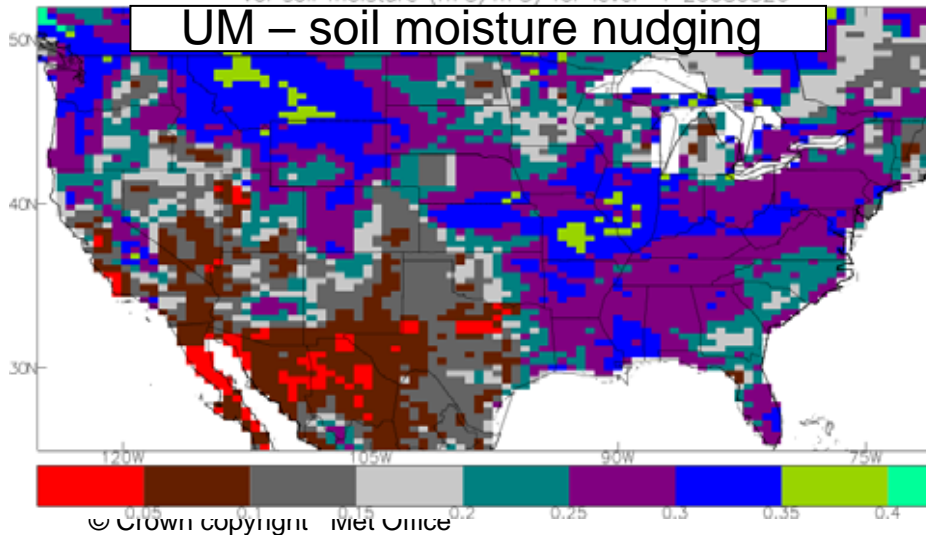 UM – soil moisture nudging
50N
40N
30N
120W 105W 90W 75W
0.05 0.1 0.15 0.2 0.25 0.3 0.35 0.4
© Crown copyright Met Office